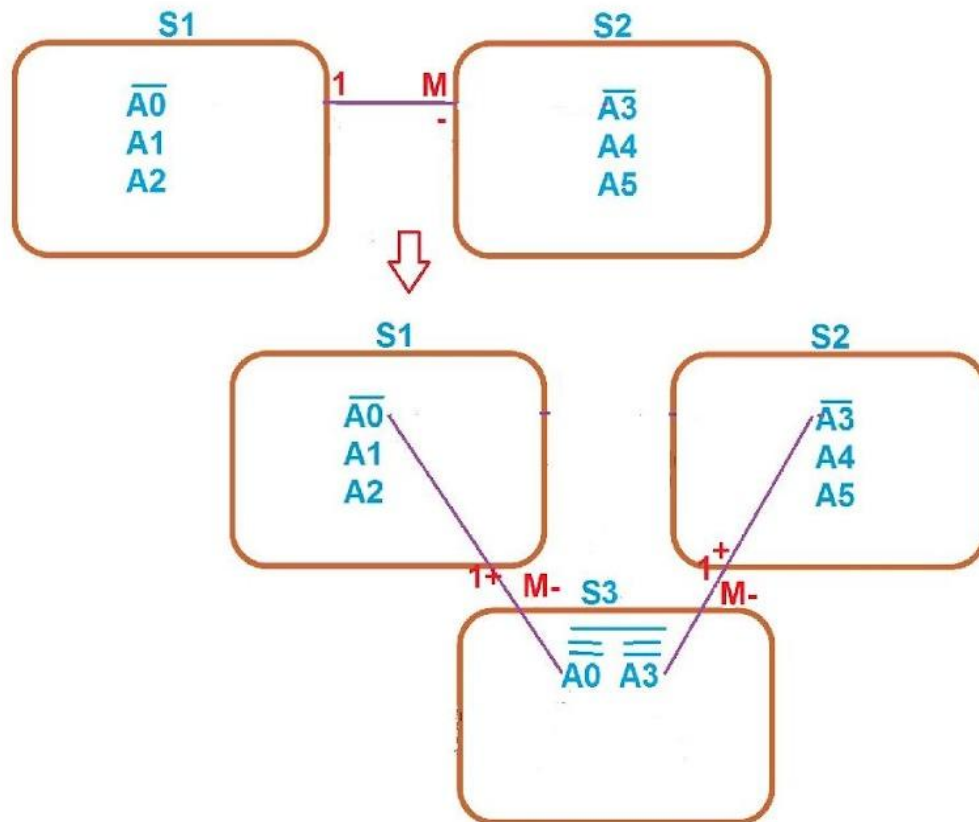 S1 S2
1 M
-
A0 A3
A1 A4
A2 A5
S1 S2
A0 A3
A1 A4
A2 A5
1+ M- 1+ M-
S3
A0 A3